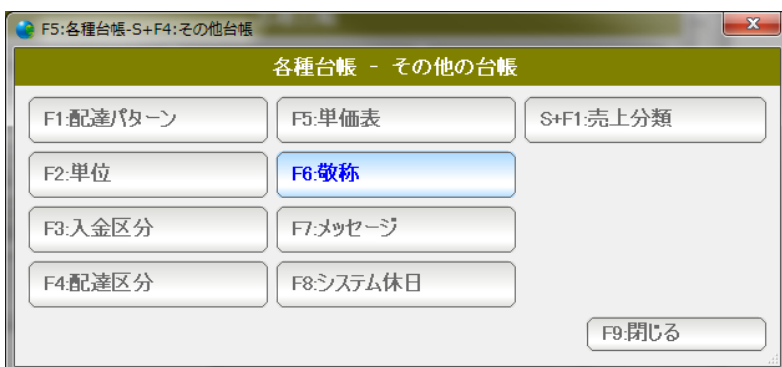 F5:各種台帳-S+F4:その他台帳
各種台帳 - その他の台帳
F1:配達パターン
F5:単価表
S+F1:売上分類
F2:単位
F6:敬称
F3:入金区分
F7:メッセージ
F4:配達区分
F8:システム休日
F9:閉じる